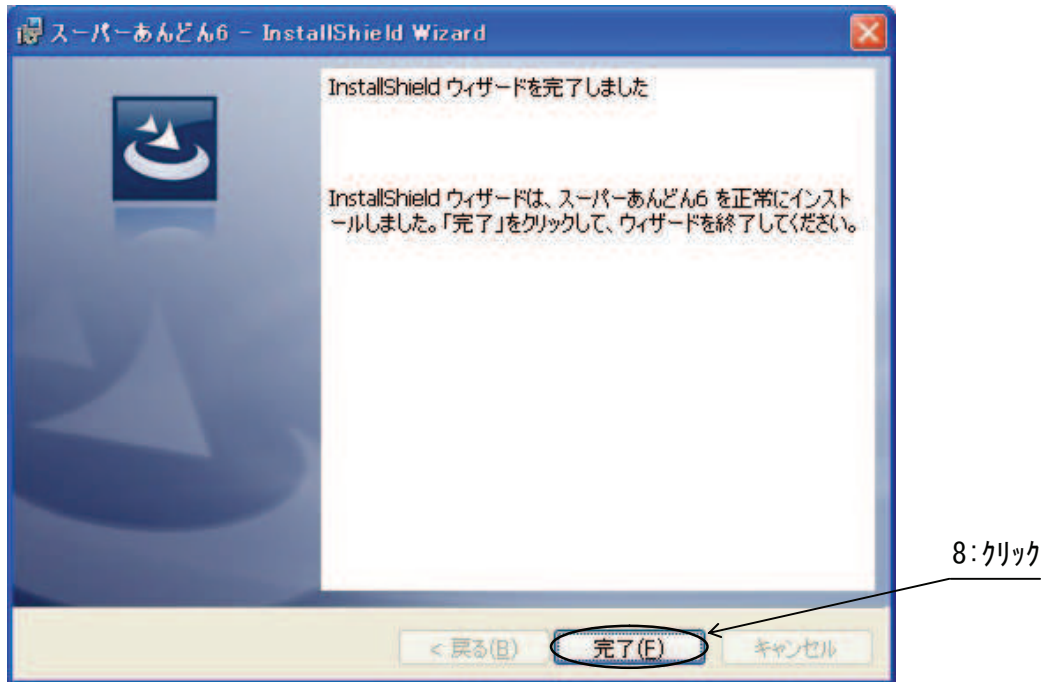 スーパーあんどん6 - InstallShield Wizard
InstallShield ウィザードを完了しました
InstallShield ウィザードは、スーパーあんどん6 を正常にインスト
ールしました。「完了」をクリックして、ウィザードを終了してください。
8:ｸﾘｯｸ
< 戻る(B) 完了(F) キャンセル